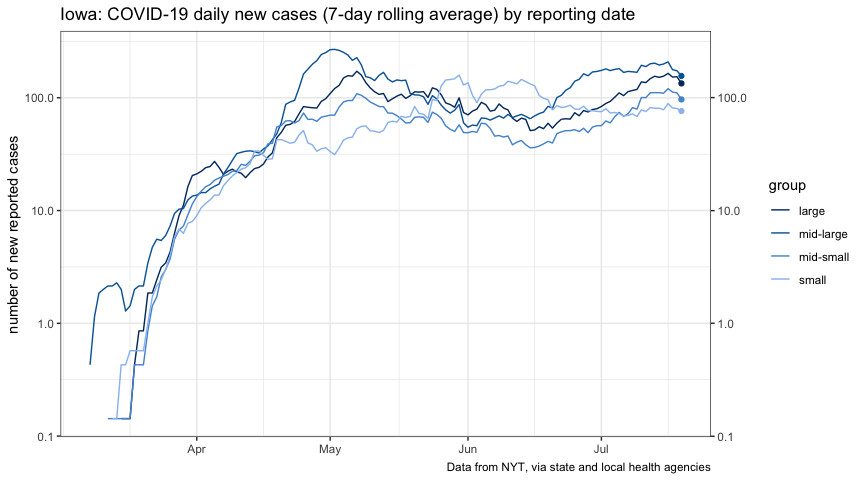 Iowa: COVID-19 daily new cases (7-day rolling average) by reporting date
number of new reported cases
100.0
10.0
1.0
0.1
100.0
10.0
1.0
0.1
Apr
May
Jun
Jul
group
large
mid-large
mid-small
small
Data from NYT, via state and local health agencies